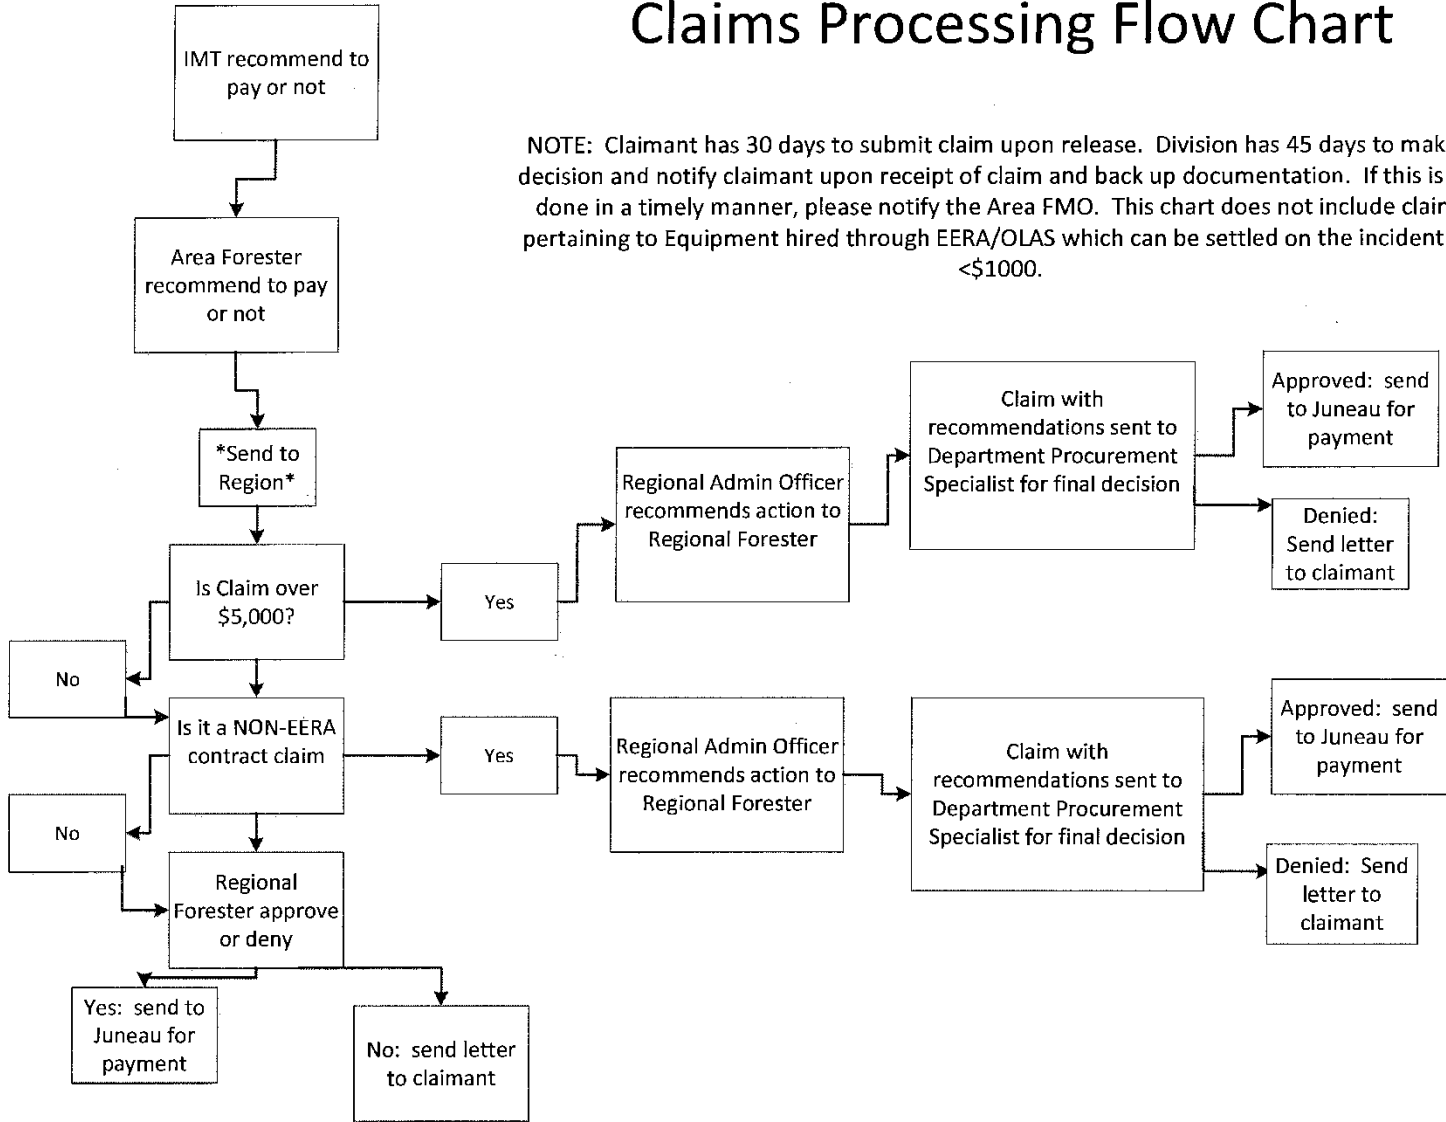 Claims Processing Flow Chart
IMT recommend to
pay or not
NOTE: Claimant has 30 days to submit claim upon release. Division has 45 days to mak
decision and notify claimant upon receipt of claim and back up documentation. If this is
done in a timely manner, please notify the Area FMO. This chart does not include clair
pertaining to Equipment hired through EERA/OLAS which can be settled on the incident
<$1000.
Area Forester
recommend to pay
or not
*Send to
Region*
Is Claim over
$5,000?
Yes
Regional Admin Officer
recommends action to
Regional Forester
Claim with
recommendations sent to
Department Procurement
Specialist for final decision
Approved: send
to Juneau for
payment
Denied:
Send letter
to claimant
No
Is it a NON-EERA
contract claim
Yes
Regional Admin Officer
recommends action to
Regional Forester
Claim with
recommendations sent to
Department Procurement
Specialist for final decision
Approved: send
to Juneau for
payment
Denied: Send
letter to
claimant
No
Regional
Forester approve
or deny
Yes: send to
Juneau for
payment
No: send letter
to claimant